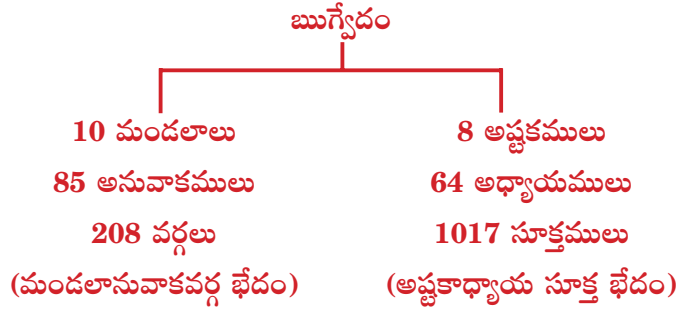 ఋగ్వేదం
10 మండలాలు
85 అనువాకములు
208 వర్గలు
(మండలానువాకవర్గ భేదం)
8 అష్టకములు
64 అధ్యాయములు
1017 సూక్తములు
(అష్టకాధ్యాయ సూక్త భేదం)